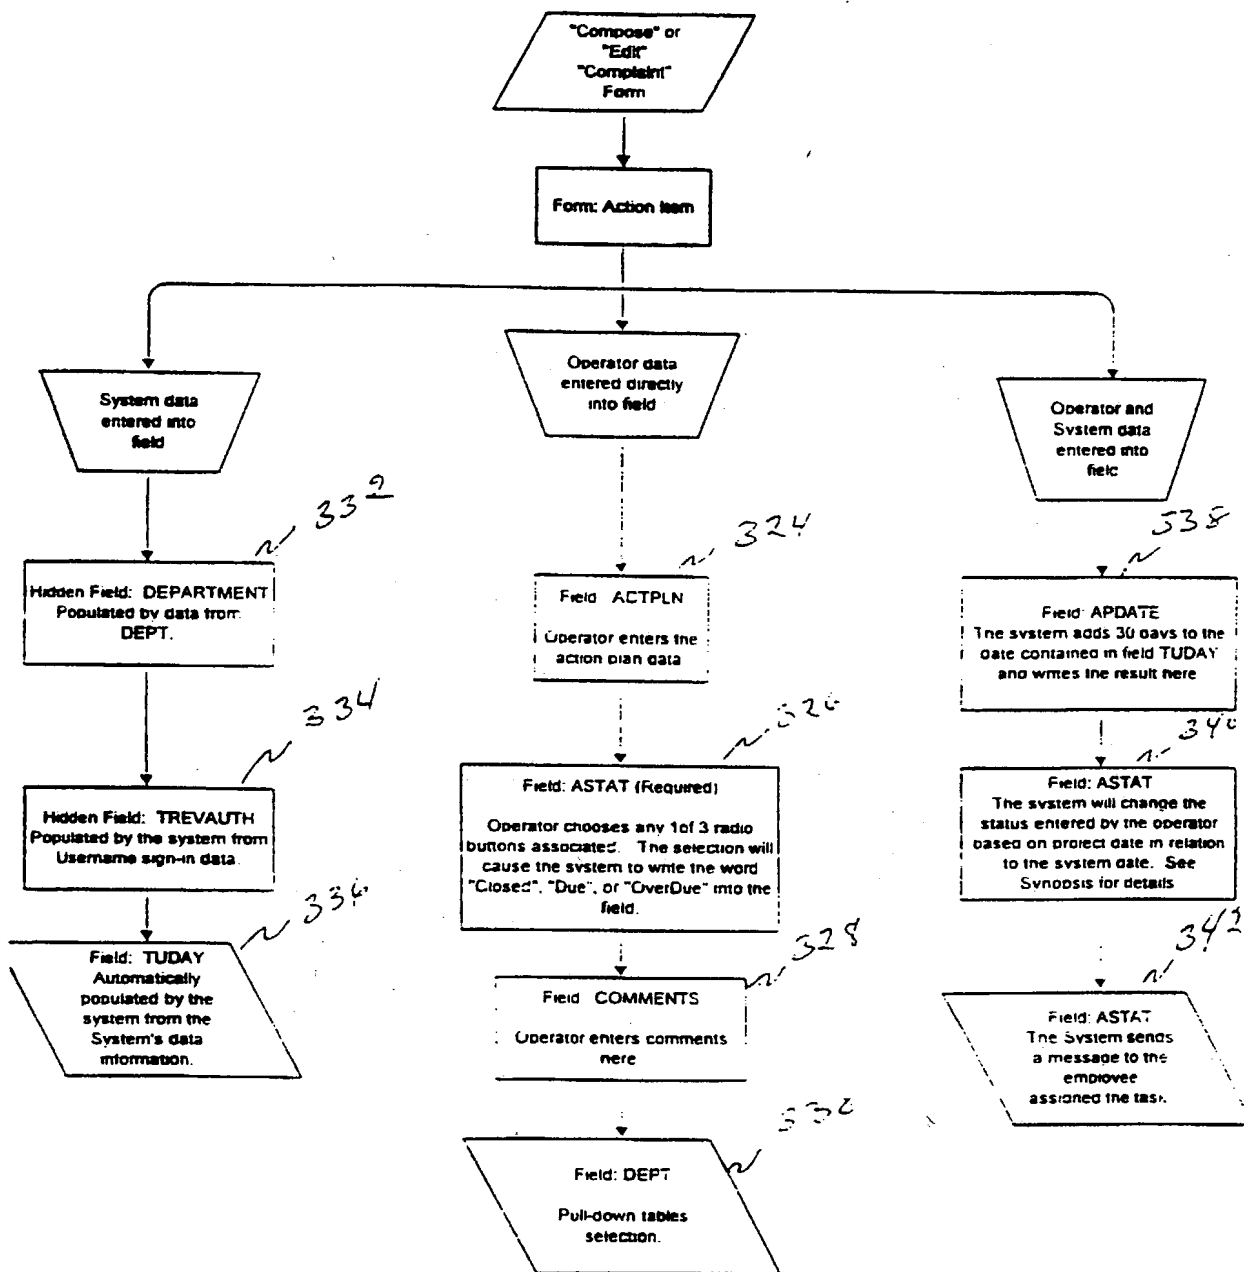 "Compose" or
"Edit"
"Complaint"
Form
Form: Action Item
System data
entered into
field
Operator data
entered directly
into field
Operator and
System data
entered into
field
332
324
338
Hidden Field: DEPARTMENT
Populated by data from
DEPT.
Field ACTPLN
Operator enters the
action plan data
Field: APDATE
The system adds 30 days to the
date contained in field TUDAY
and writes the result here
334
326
340
Hidden Field: TREVAUTH
Populated by the system from
Username sign-in data.
Field: ASTAT (Required)
Operator chooses any 1of 3 radio
buttons associated. The selection will
cause the system to write the word
"Closed", "Due", or "OverDue" into the
field.
Field: ASTAT
The system will change the
status entered by the operator
based on project date in relation
to the system date. See
Synopsis for details
336
328
342
Field: TUDAY
Automatically
populated by the
system from the
System's data
information.
Field COMMENTS
Operator enters comments
here
Field: ASTAT
The System sends
a message to the
employee
assigned the task.
330
Field: DEPT
Pull-down tables
selection.